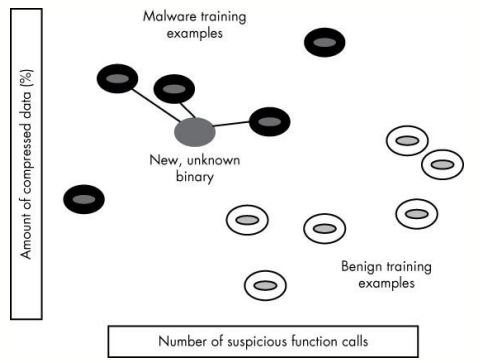 Malware training
examples
Amount of compressed data (%)
New, unknown
binary
Benign training
examples
Number of suspicious function calls